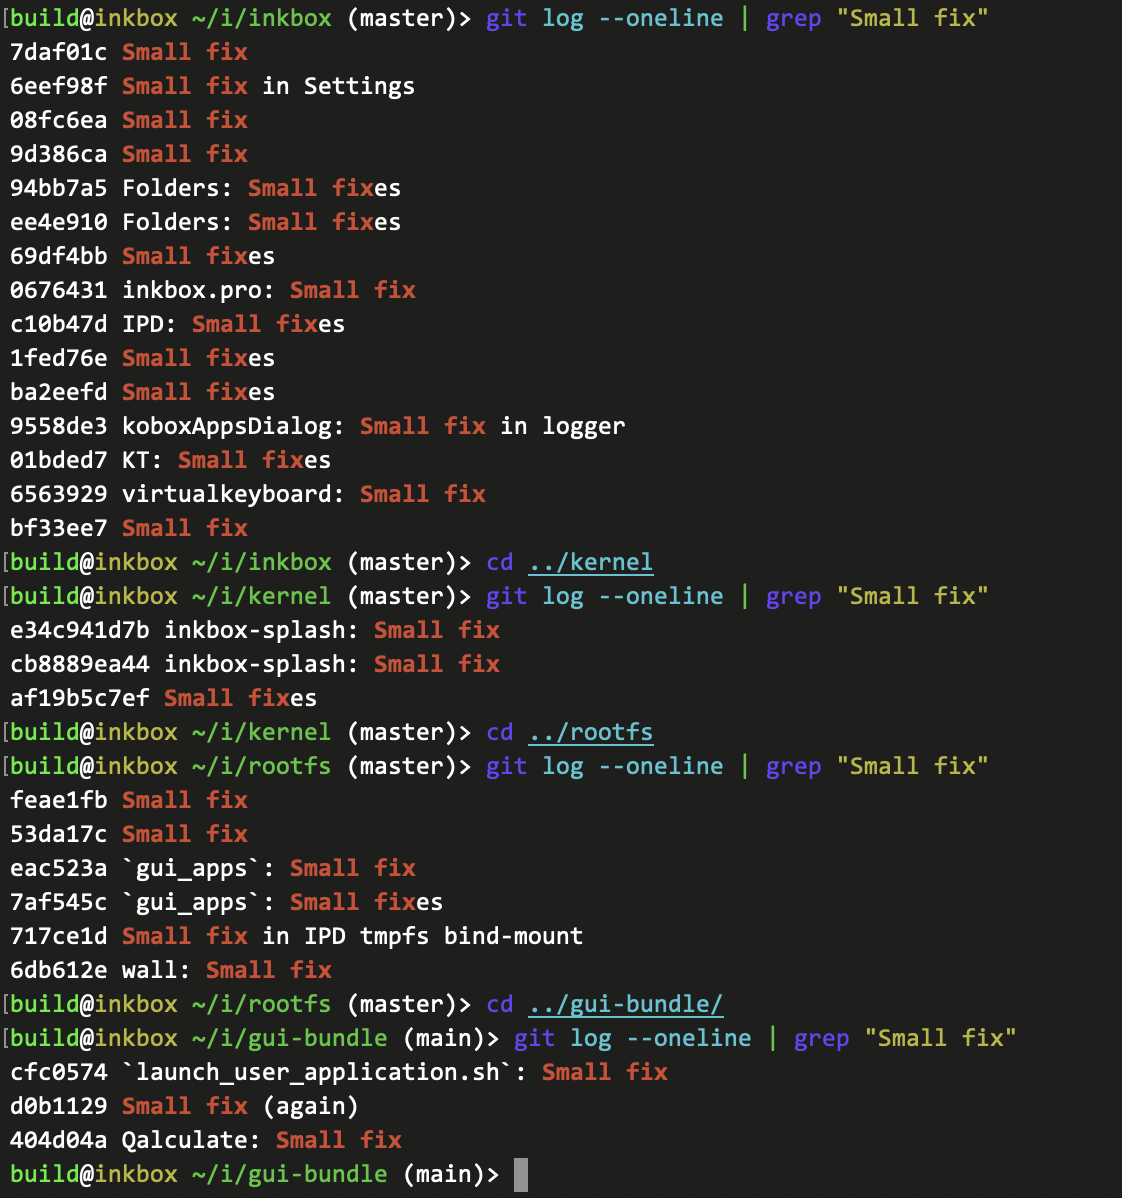 [build@inkbox ~/i/inkbox (master)> git log --oneline | grep "Small fix"
7daf01c Small fix
6eef98f Small fix in Settings
08fc6ea Small fix
9d386ca Small fix
94bb7a5 Folders: Small fixes
ee4e910 Folders: Small fixes
69df4bb Small fixes
0676431 inkbox.pro: Small fix
c10b47d IPD: Small fixes
1fed76e Small fixes
ba2eefd Small fixes
9558de3 koboxAppsDialog: Small fix in logger
01bded7 KT: Small fixes
6563929 virtualkeyboard: Small fix
bf33ee7 Small fix
[build@inkbox ~/i/inkbox (master)> cd ../kernel
[build@inkbox ~/i/kernel (master)> git log --oneline | grep "Small fix"
e34c941d7b inkbox-splash: Small fix
cb8889ea44 inkbox-splash: Small fix
af19b5c7ef Small fixes
[build@inkbox ~/i/kernel (master)> cd ../rootfs
[build@inkbox ~/i/rootfs (master)> git log --oneline | grep "Small fix"
feae1fb Small fix
53da17c Small fix
eac523a `gui_apps`: Small fix
7af545c `gui_apps`: Small fixes
717ce1d Small fix in IPD tmpfs bind-mount
6db612e wall: Small fix
[build@inkbox ~/i/rootfs (master)> cd ../gui-bundle/
[build@inkbox ~/i/gui-bundle (main)> git log --oneline | grep "Small fix"
cfc0574 `launch_user_application.sh`: Small fix
d0b1129 Small fix (again)
404d04a Qalculate: Small fix
build@inkbox ~/i/gui-bundle (main)>